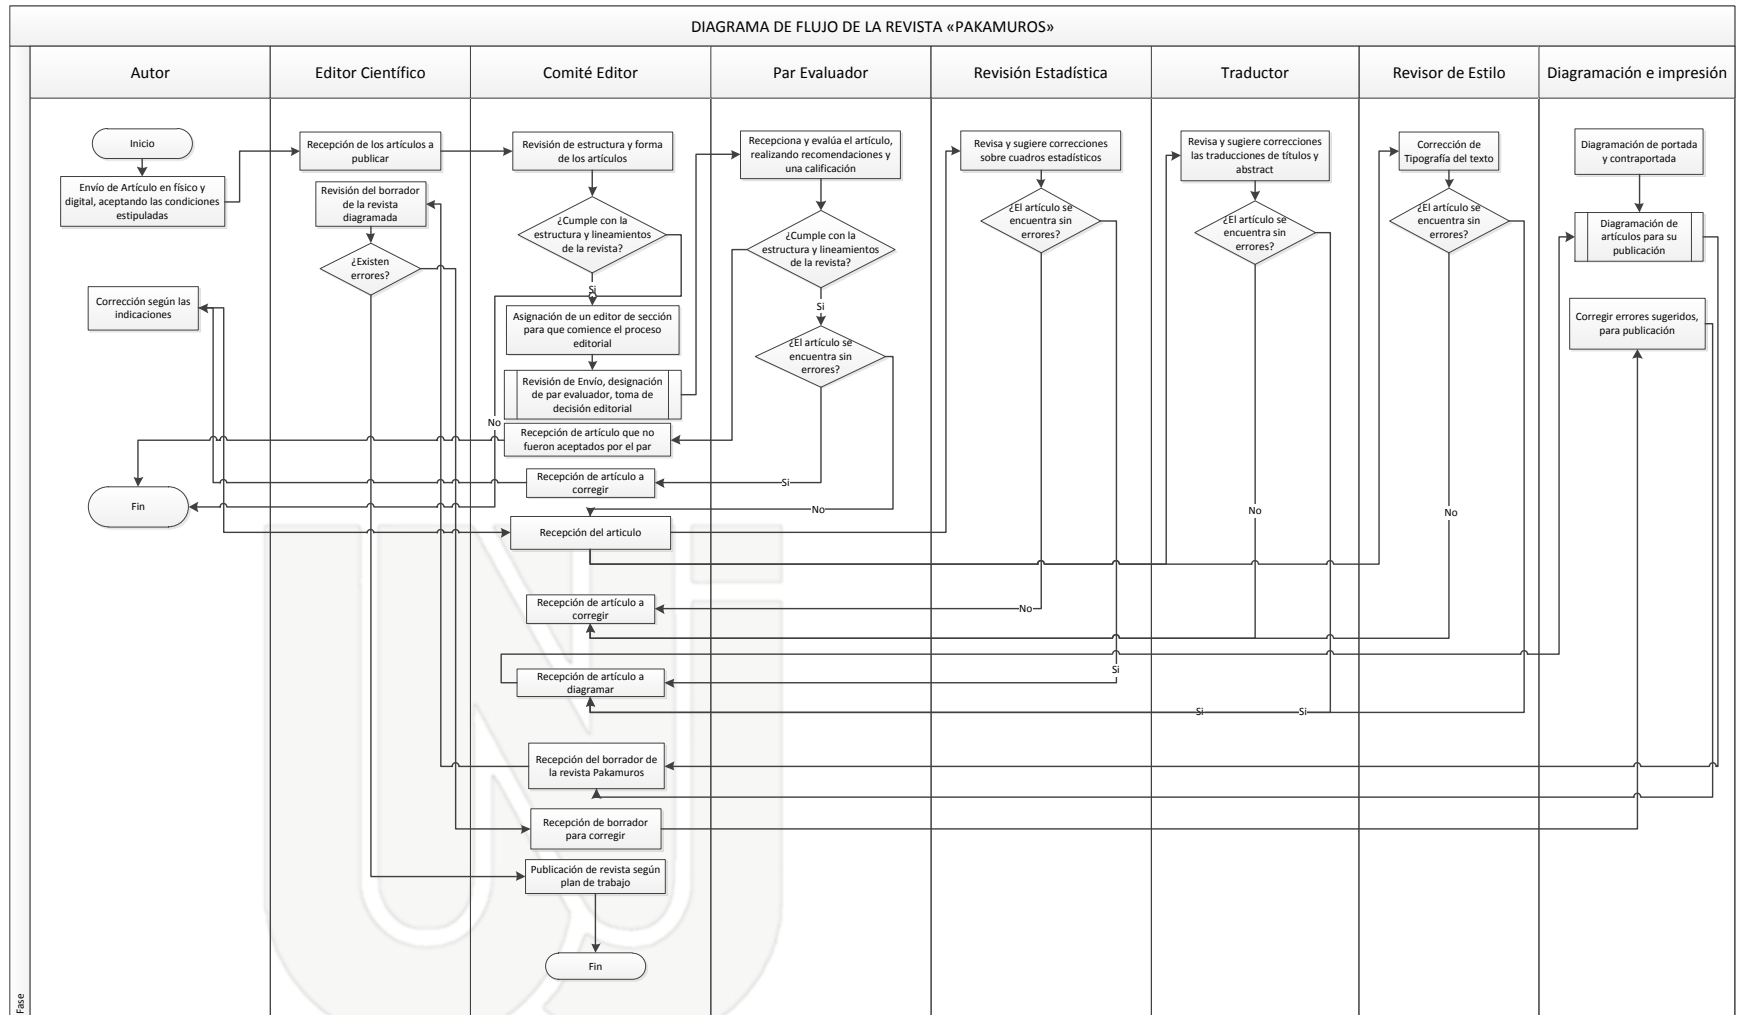 DIAGRAMA DE FLUJO DE LA REVISTA «PAKAMUROS»
Fase
Autor
Editor Científico
Comité Editor
Par Evaluador
Revisión Estadística
Traductor
Revisor de Estilo
Diagramación e impresión
Inicio
Envío de Artículo en físico y
digital, aceptando las condiciones
estipuladas
Corrección según las
indicaciones
Fin
Recepción de los artículos a
publicar
Revisión del borrador
de la revista
diagramada
¿Existen
errores?
Revisión de estructura y forma
de los artículos
¿Cumple con la
estructura y lineamientos
de la revista?
Si
Asignación de un editor de sección
para que comience el proceso
editorial
Revisión de Envío, designación
de par evaluador, toma de
decisión editorial
No
Recepción de artículo que no
fueron aceptados por el par
Recepción de artículo a
corregir
Recepción del articulo
Recepción de artículo a
corregir
Recepción de artículo a
diagramar
Recepción del borrador de
la revista Pakamuros
Recepción de borrador
para corregir
Publicación de revista según
plan de trabajo
Fin
Recepciona y evalúa el artículo,
realizando recomendaciones y
una calificación
¿Cumple con la
estructura y lineamientos
de la revista?
Si
¿El artículo se
encuentra sin
errores?
Si
No
Revisa y sugiere correcciones
sobre cuadros estadísticos
¿El artículo se
encuentra sin
errores?
No
Si
Revisa y sugiere correcciones
las traducciones de títulos y
abstract
¿El artículo se
encuentra sin
errores?
No
Si
Si
Corrección de
Tipografía del texto
¿El artículo se
encuentra sin
errores?
No
Diagramación de portada
y contraportada
Diagramación de
artículos para su
publicación
Corregir errores sugeridos,
para publicación
UNJ